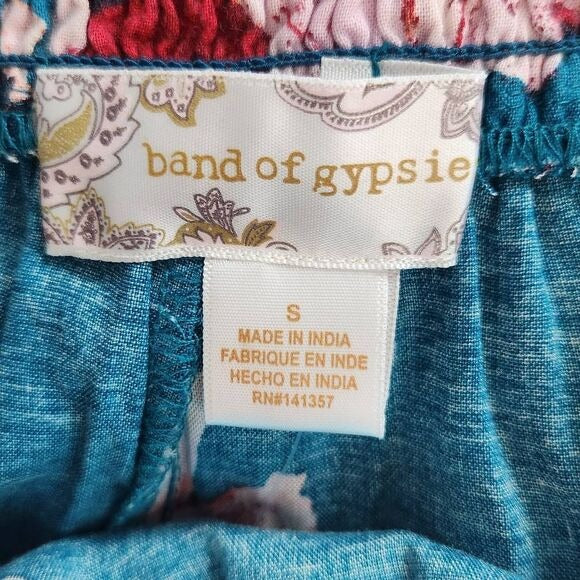 band of gypsie
S
MADE IN INDIA
FABRIQUE EN INDE
HECHO EN INDIA
RN#141357